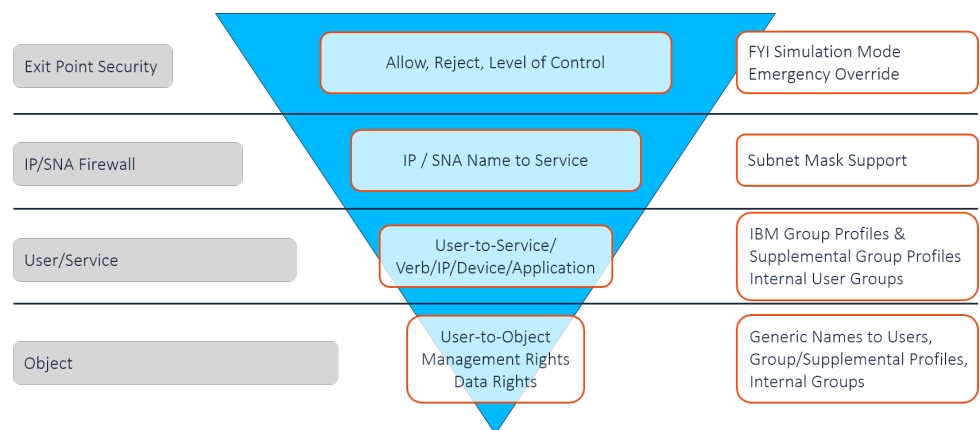 Exit Point Security
Allow, Reject, Level of Control
FYI Simulation Mode
Emergency Override
IP/SNA Firewall
IP / SNA Name to Service
Subnet Mask Support
User/Service
User-to-Service/
Verb/IP/Device/Application
IBM Group Profiles &
Supplemental Group Profiles
Internal User Groups
Object
User-to-Object
Management Rights
Data Rights
Generic Names to Users,
Group/Supplemental Profiles,
Internal Groups